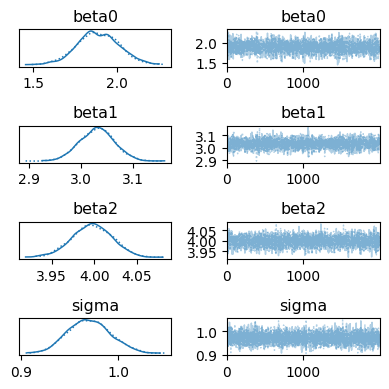 beta0 beta0
2.0
1.5
1.5 2.0 0 1000
beta1 beta1
3.1
3.0
2.9
2.9 3.0 3.1 0 1000
beta2 beta2
4.05
4.00
3.95
3.95 4.00 4.05 0 1000
sigma sigma
1.0
0.9
0.9 1.0 0 1000